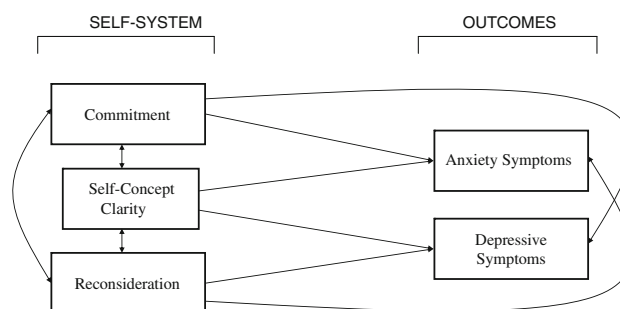 SELF-SYSTEM
OUTCOMES
Commitment
Anxiety Symptoms
Self-Concept
Clarity
Depressive
Symptoms
Reconsideration